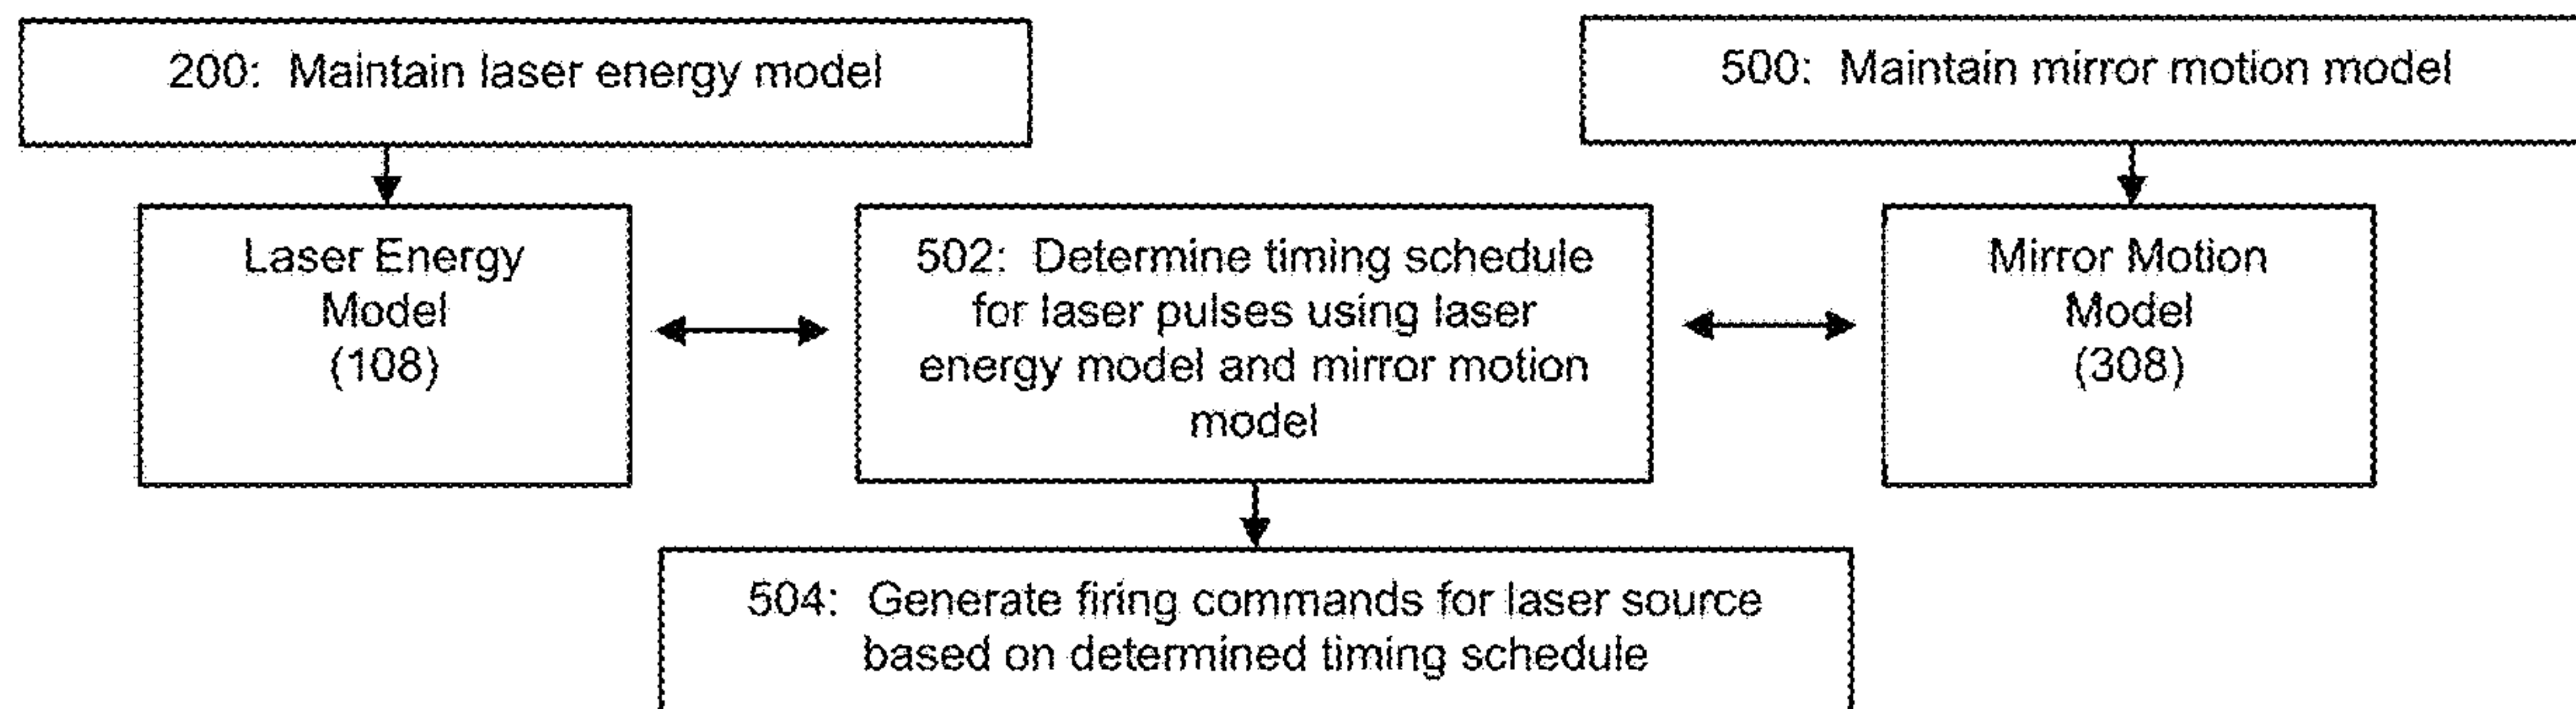 200: Maintain laser energy model
500: Maintain mirror motion model
Laser Energy
Model
(108)
502: Determine timing schedule
for laser pulses using laser
energy model and mirror motion
model
Mirror Motion
Model
(308)
504: Generate firing commands for laser source
based on determined timing schedule